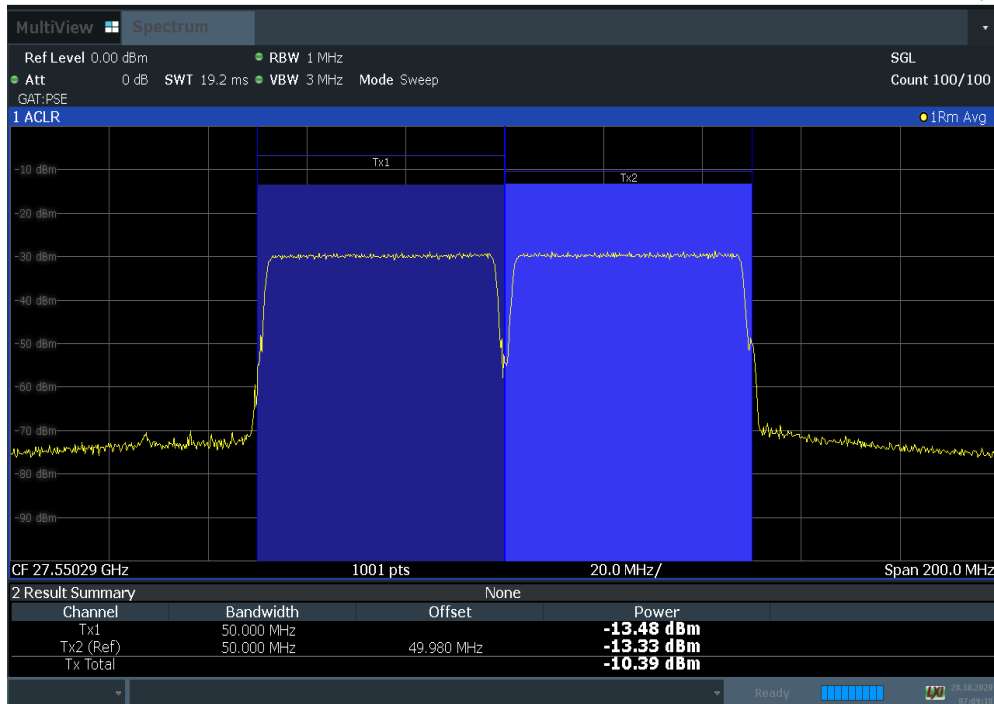 MultiView Spectrum
Ref Level 0.00 dBm RBW 1 MHz SGL
Att 0 dB SWT 19.2 ms VBW 3 MHz Mode Sweep Count 100/100
GAT:PSE
1 ACLR 1Rm Avg
Tx1
-10 dBm
Tx2
-20 dBm
-30 dBm
-40 dBm
-50 dBm
-60 dBm
-70 dBm
-80 dBm
-90 dBm
CF 27.55029 GHz 1001 pts 20.0 MHz/ Span 200.0 MHz
2 Result Summary None
Channel Bandwidth Offset Power
Tx1 50.000 MHz -13.48 dBm
Tx2 (Ref) 50.000 MHz 49.980 MHz -13.33 dBm
Tx Total -10.39 dBm
Ready LXI 28.10.2020